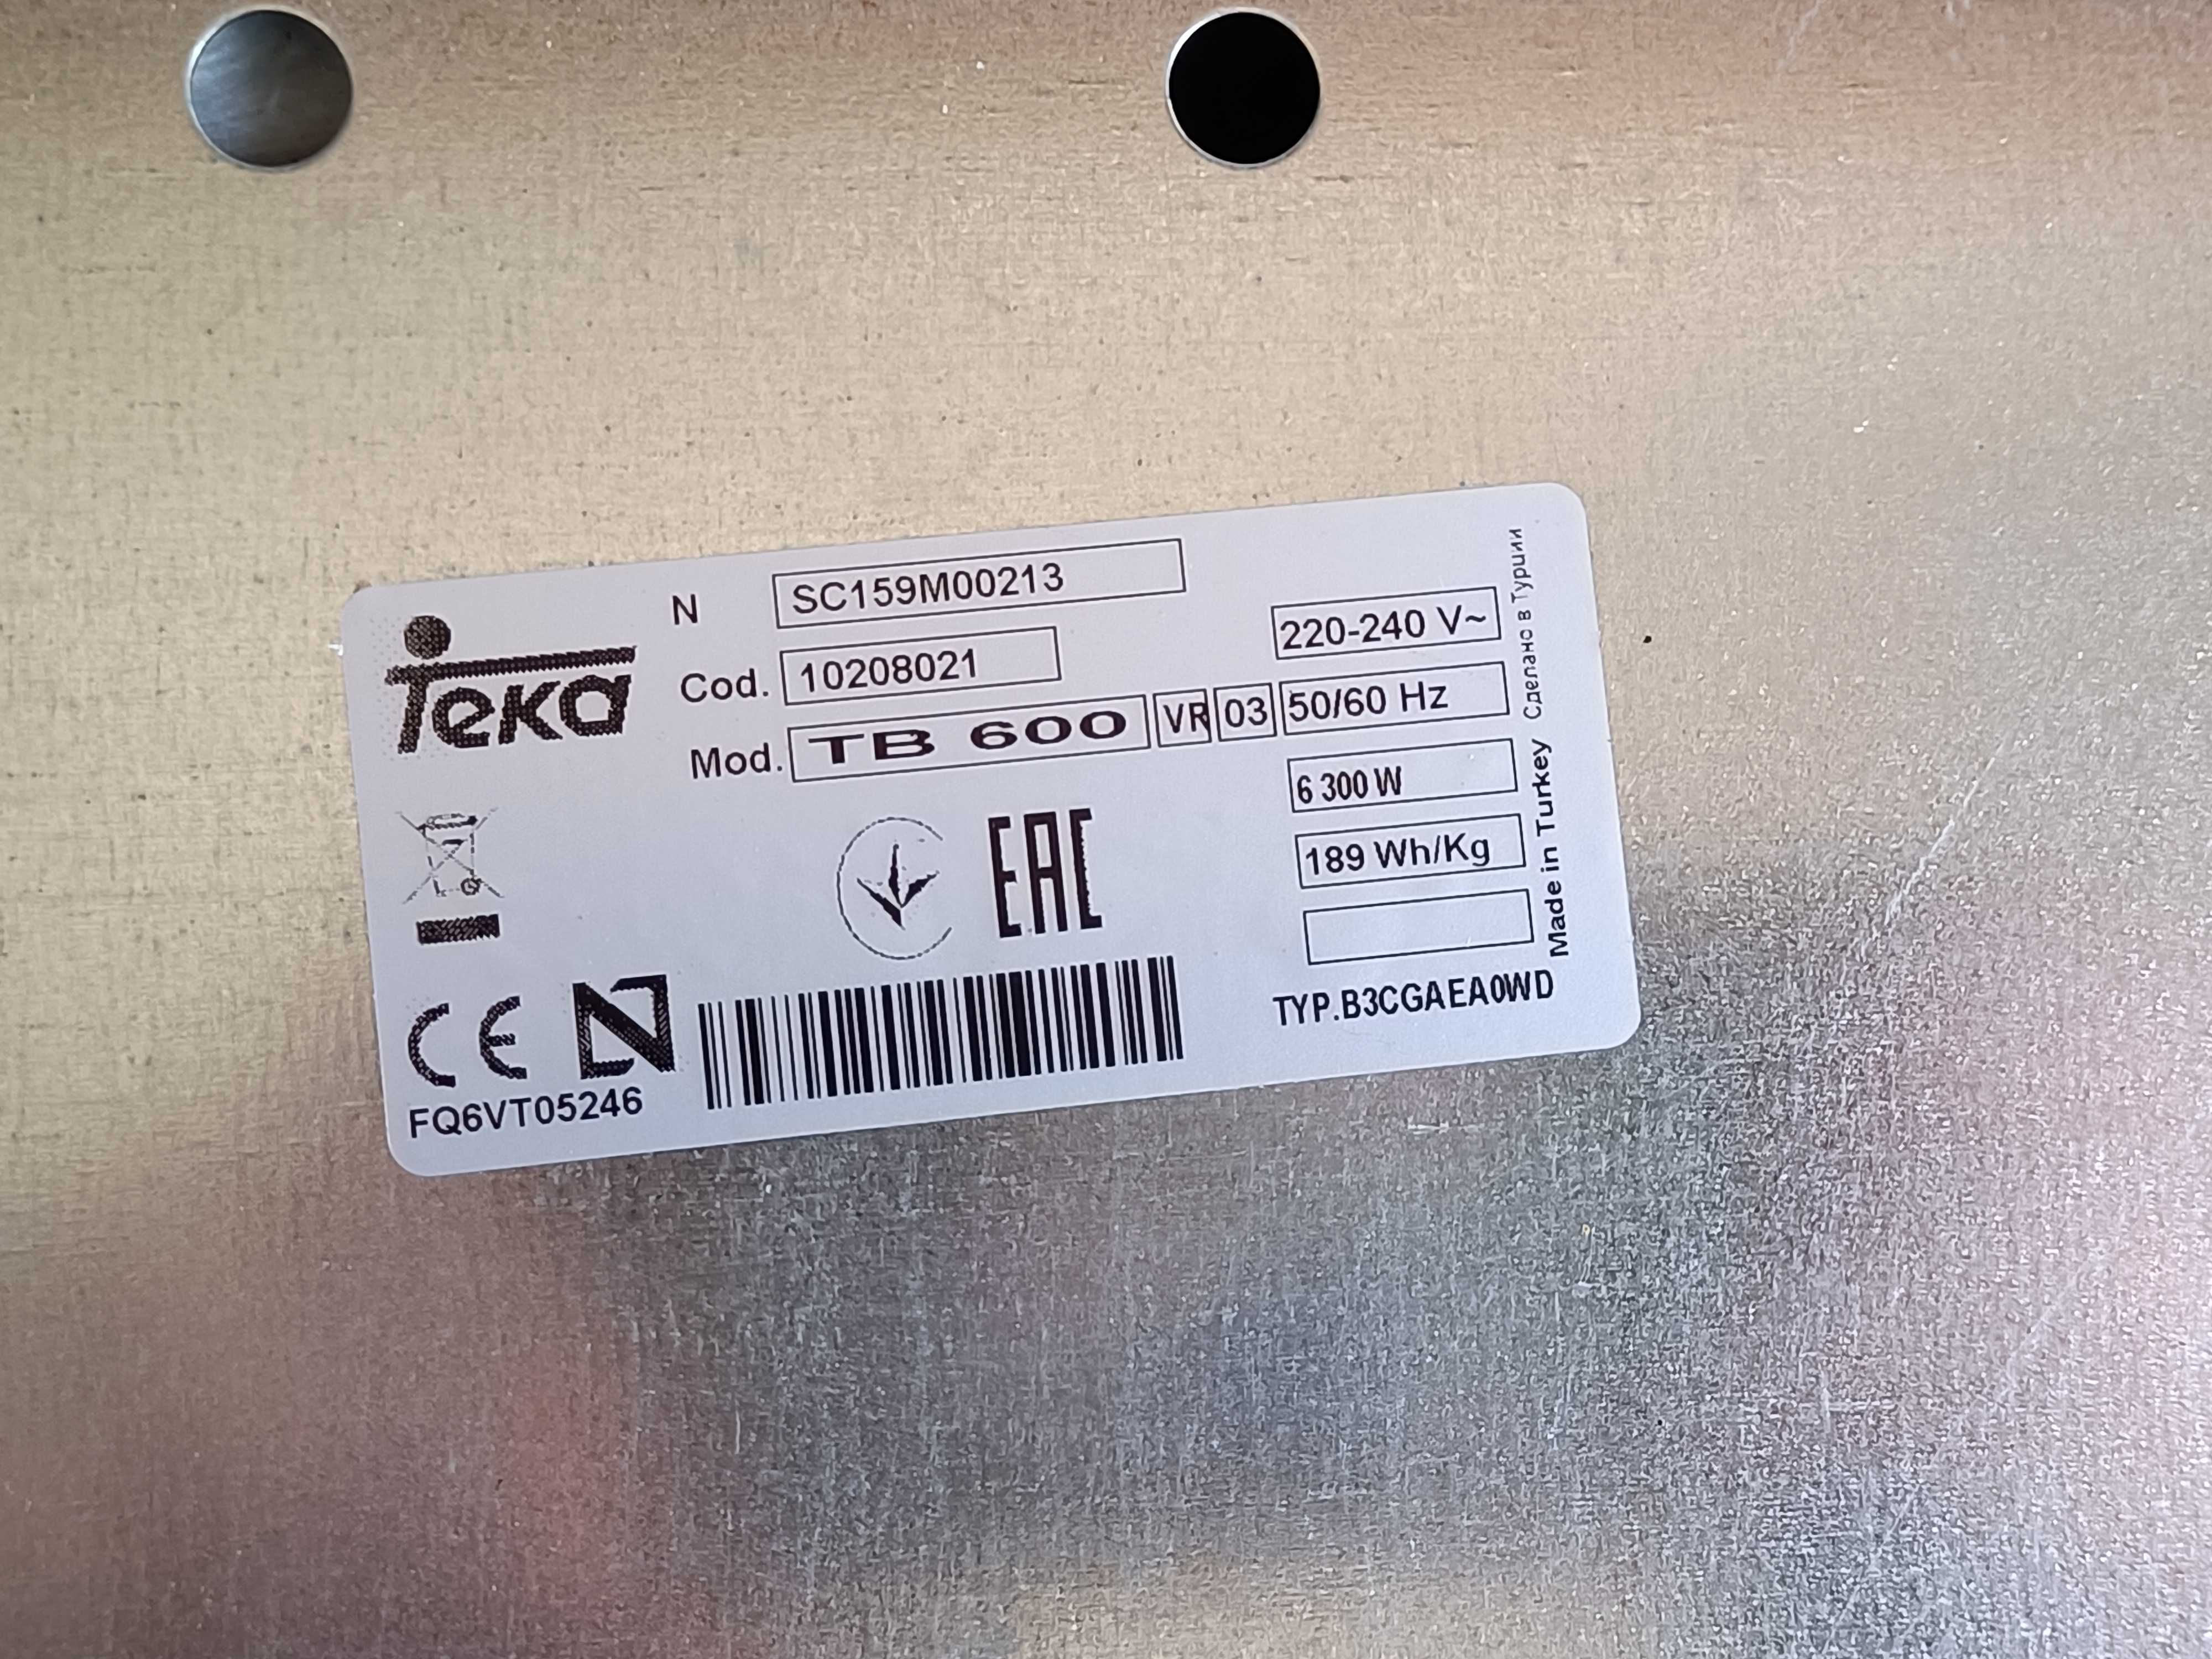 Teka
N SC159M00213
Cod. 10208021
Mod. TB 600 VR 03
220-240 V~
50/60 Hz
6 300 W
189 Wh/Kg
TYP.B3CGAEA0WD
Made in Turkey Сделано в Турции
EAC
CE
FQ6VT05246